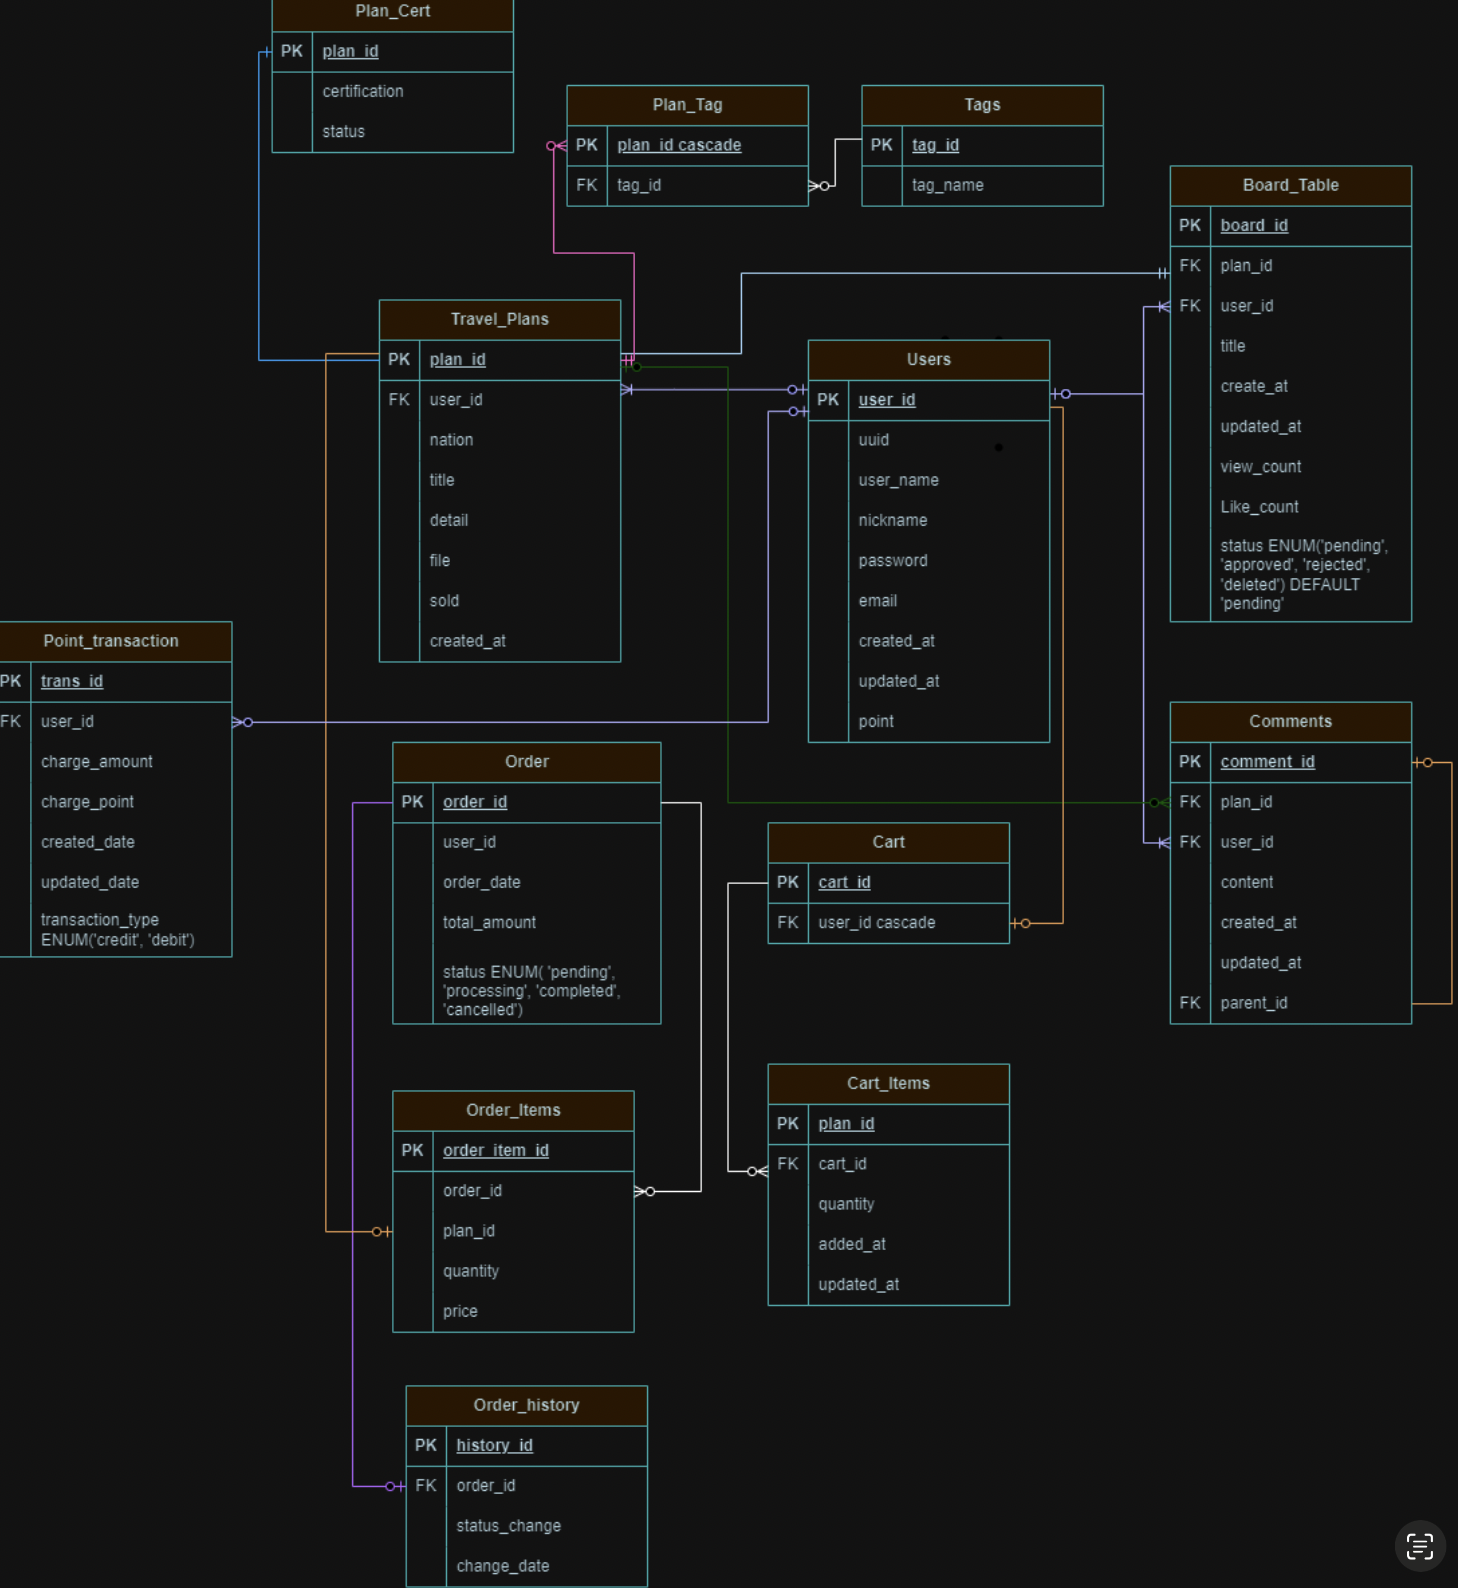 Plan_Cert
PK plan_id
certification
status
Plan_Tag
PK plan_id cascade
FK tag_id
Tags
PK tag_id
tag_name
Board_Table
PK board_id
FK plan_id
FK user_id
title
create_at
updated_at
view_count
Like_count
status ENUM('pending',
'approved', 'rejected',
'deleted') DEFAULT
'pending'
Travel_Plans
PK plan_id
FK user_id
nation
title
detail
file
sold
created_at
Users
PK user_id
uuid
user_name
nickname
password
email
created_at
updated_at
point
Point_transaction
PK trans_id
FK user_id
charge_amount
charge_point
created_date
updated_date
transaction_type
ENUM('credit', 'debit')
Order
PK order_id
user_id
order_date
total_amount
status ENUM( 'pending',
'processing', 'completed',
'cancelled')
Cart
PK cart_id
FK user_id cascade
Comments
PK comment_id
FK plan_id
FK user_id
content
created_at
updated_at
FK parent_id
Order_Items
PK order_item_id
order_id
plan_id
quantity
price
Cart_Items
PK plan_id
FK cart_id
quantity
added_at
updated_at
Order_history
PK history_id
FK order_id
status_change
change_date